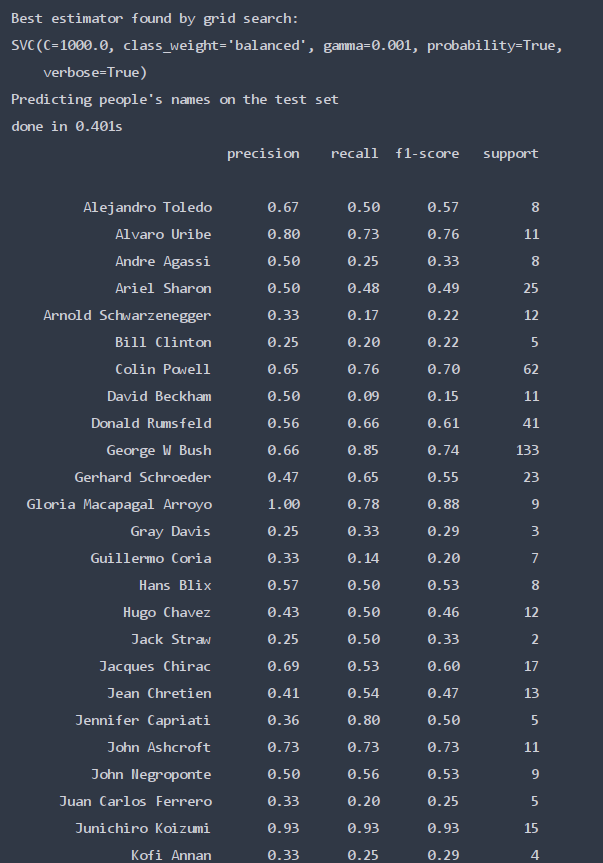 Best estimator found by grid search:
SVC(C=1000.0, class_weight='balanced', gamma=0.001, probability=True,
    verbose=True)
Predicting people's names on the test set
done in 0.401s
                           precision    recall  f1-score   support

         Alejandro Toledo       0.67      0.50      0.57         8
             Alvaro Uribe       0.80      0.73      0.76        11
             Andre Agassi       0.50      0.25      0.33         8
             Ariel Sharon       0.50      0.48      0.49        25
    Arnold Schwarzenegger       0.33      0.17      0.22        12
             Bill Clinton       0.25      0.20      0.22         5
             Colin Powell       0.65      0.76      0.70        62
            David Beckham       0.50      0.09      0.15        11
          Donald Rumsfeld       0.56      0.66      0.61        41
            George W Bush       0.66      0.85      0.74       133
        Gerhard Schroeder       0.47      0.65      0.55        23
  Gloria Macapagal Arroyo       1.00      0.78      0.88         9
               Gray Davis       0.25      0.33      0.29         3
          Guillermo Coria       0.33      0.14      0.20         7
                Hans Blix       0.57      0.50      0.53         8
              Hugo Chavez       0.43      0.50      0.46        12
               Jack Straw       0.25      0.50      0.33         2
           Jacques Chirac       0.69      0.53      0.60        17
            Jean Chretien       0.41      0.54      0.47        13
        Jennifer Capriati       0.36      0.80      0.50         5
            John Ashcroft       0.73      0.73      0.73        11
          John Negroponte       0.50      0.56      0.53         9
      Juan Carlos Ferrero       0.33      0.20      0.25         5
        Junichiro Koizumi       0.93      0.93      0.93        15
               Kofi Annan       0.33      0.25      0.29         4